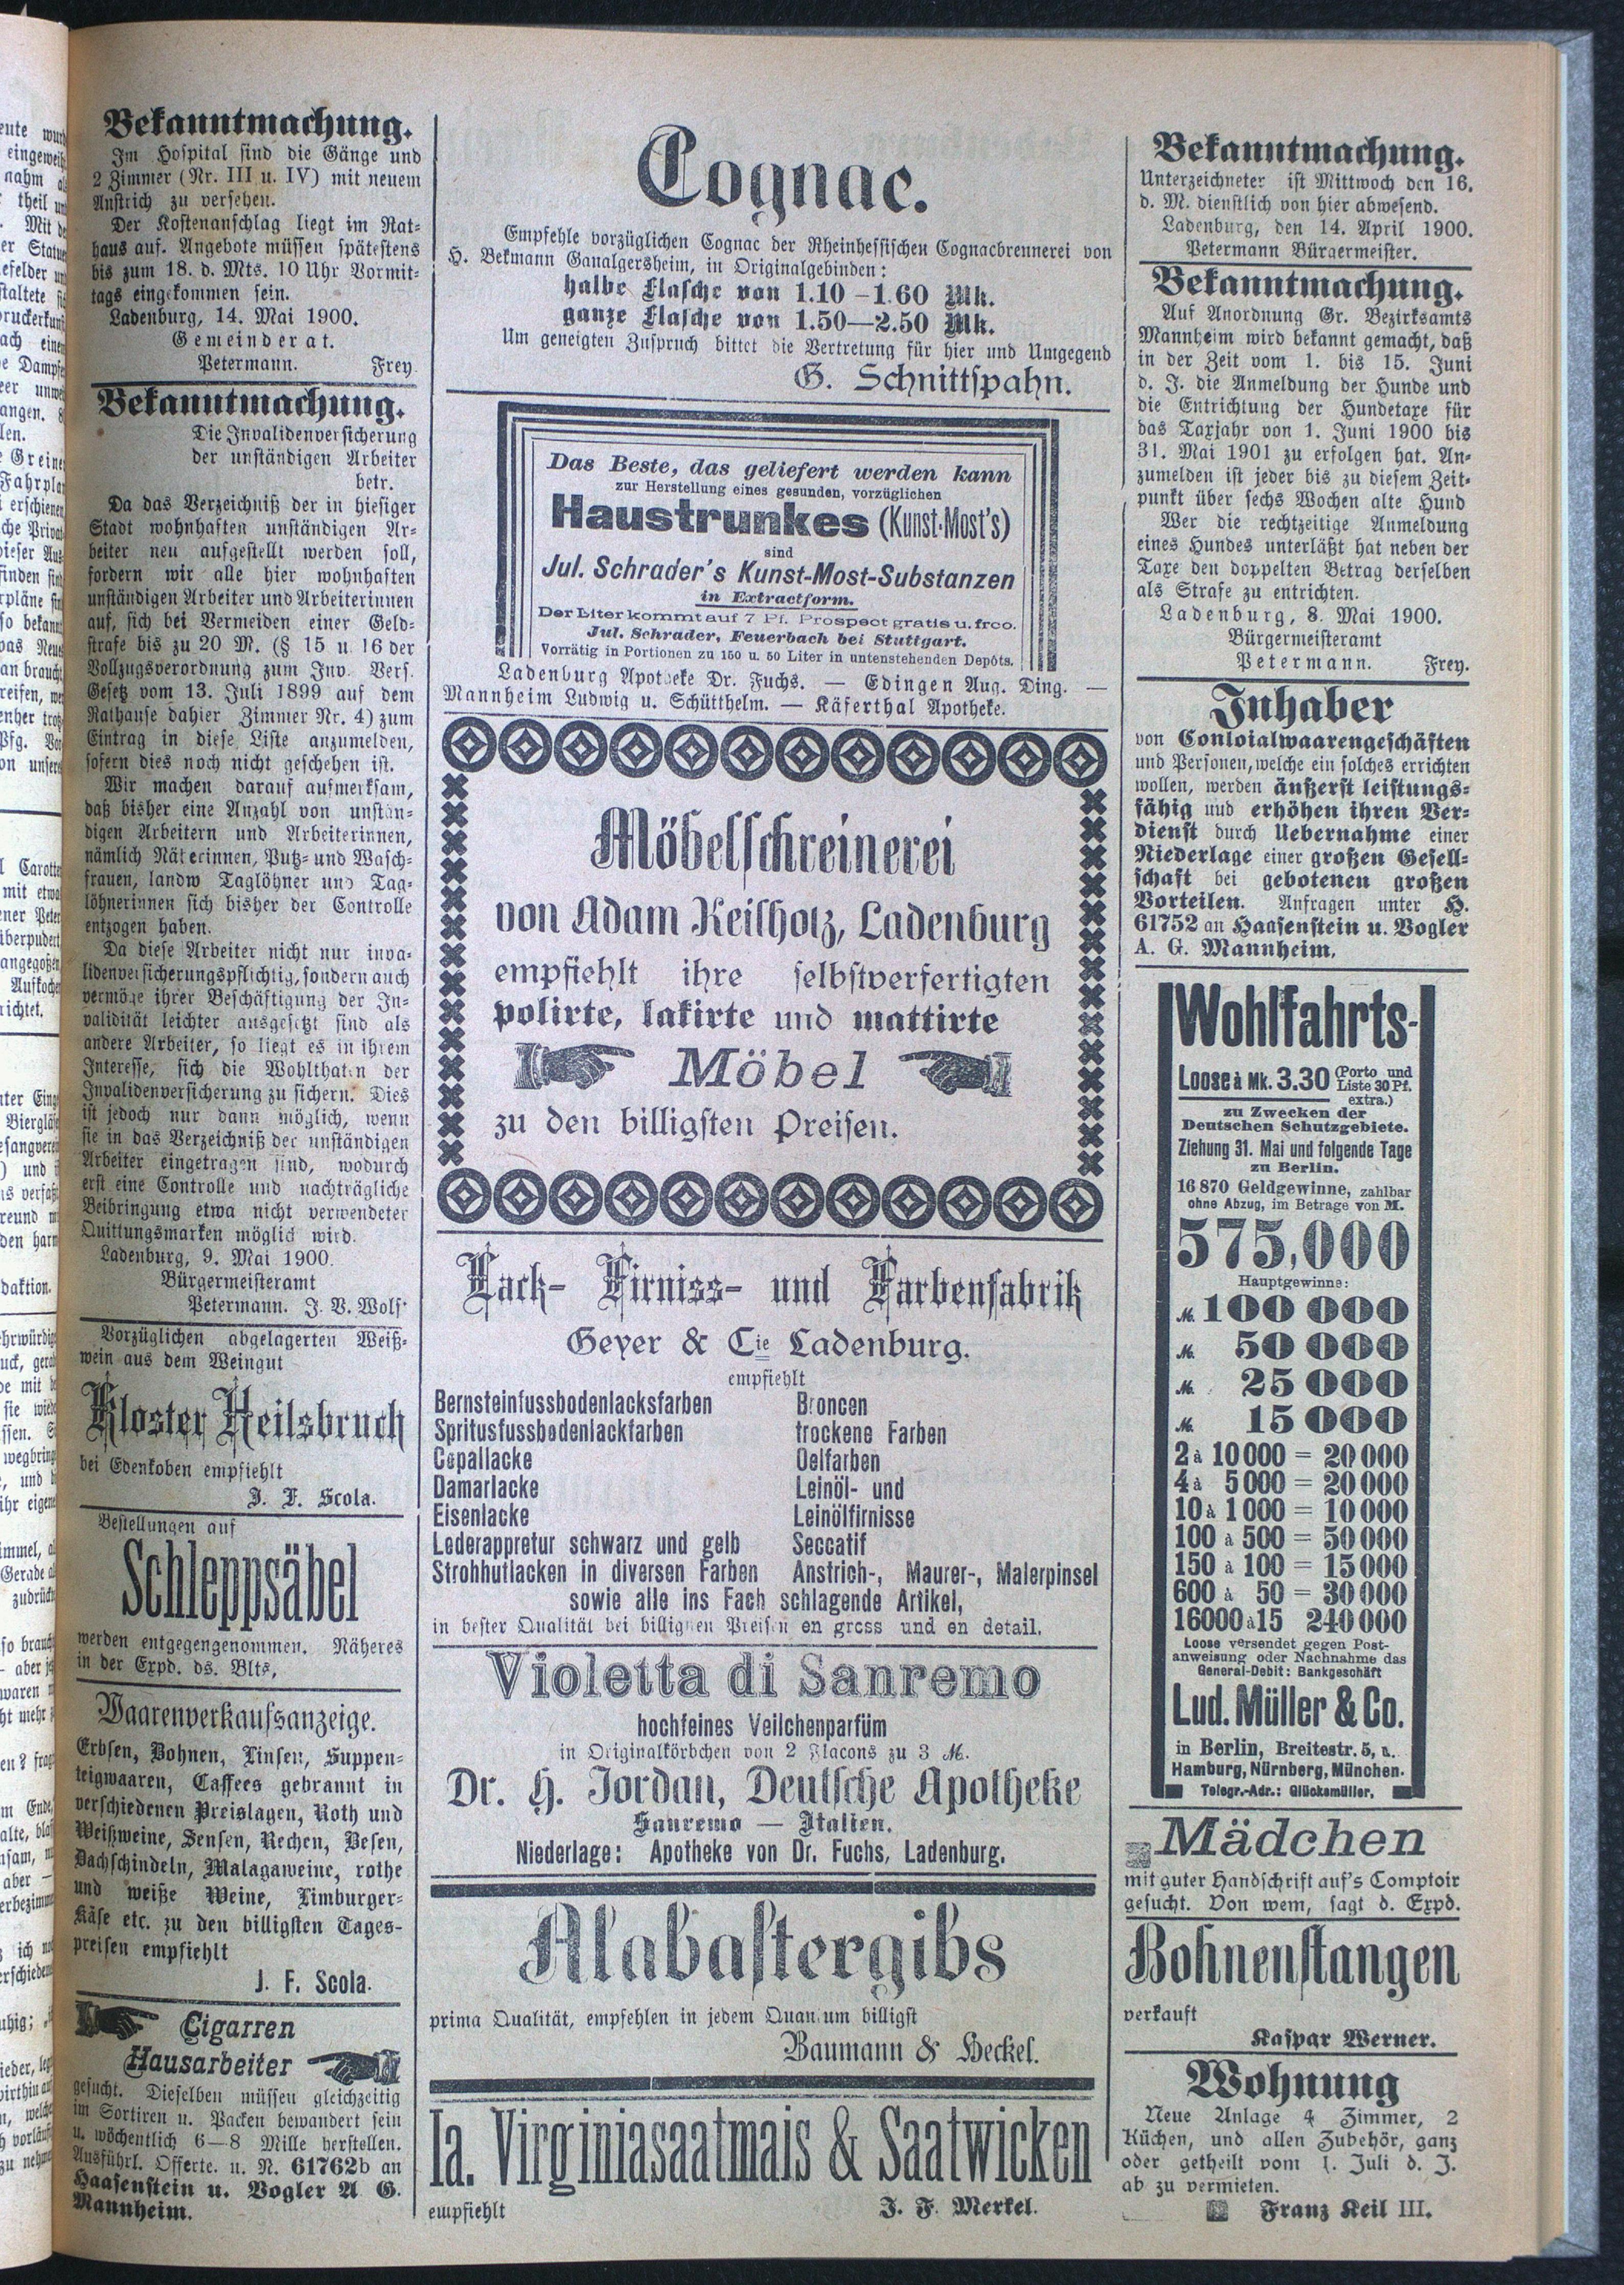 Bekanntmachung.
Im Hospital sind die Gänge und
2 Zimmer (Nr. III u. IV) mit neuem
Anstrich zu versehen.
Der Kostenanschlag liegt im Rat-
haus auf. Angebote müssen spätestens
bis zum 18. d. Mts. 10 Uhr Vormit-
tags eingekommen sein.
Ladenburg, 14. Mai 1900.
Gemeinderat.
Petermann. Frey
Bekanntmachung.
Die Invalidenversicherung
der unständigen Arbeiter
betr.
Da das Verzeichniß der in hiesiger
Stadt wohnhaften unständigen Ar-
beiter neu aufgestellt werden soll,
fordern wir alle hier wohnhaften
unständigen Arbeiter und Arbeiterinnen
auf, sich bei Vermeiden einer Geld-
strafe bis zu 20 M. (§ 15 u. 16 der
Vollzugsverordnung zum Inv. Vers.
Gesetz vom 13. Juli 1899 auf dem
Rathause dahier Zimmer Nr. 4) zum
Eintrag in diese Liste anzumelden,
sofern dies noch nicht geschehen ist.
Wir machen darauf aufmerksam,
daß bisher eine Anzahl von unstän-
digen Arbeitern und Arbeiterinnen,
nämlich Näterinnen, Putz- und Wasch-
frauen, landw Taglöhner und Tag-
löhnerinnen sich bisher der Controlle
entzogen haben.
Da diese Arbeiter nicht nur inva-
lidenversicherungspflichtig, sondern auch
vermöge ihrer Beschäftigung der In-
validität leichter ausgesetzt sind als
andere Arbeiter, so liegt es in ihrem
Interesse, sich die Wohlthaten der
Invalidenversicherung zu sichern. Dies
ist jedoch nur dann möglich, wenn
sie in das Verzeichniß der unständigen
Arbeiter eingetragen sind, wodurch
erst eine Controlle und nachträgliche
Beibringung etwa nicht verwendeter
Quittungsmarken möglich wird.
Ladenburg, 9. Mai 1900.
Bürgermeisteramt
Petermann. J. V. Wolf
Vorzüglichen abgelagerten Weiß-
wein aus dem Weingut
Kloster Heilsbruch
bei Edenkoben empfiehlt
J. F. Scola.
Bestellungen auf
Schleppsäbel
werden entgegengenommen. Näheres
in der Expd. ds. Blts,
Waarenverkaufsanzeige.
Erbsen, Bohnen, Linsen, Suppen-
teigwaaren, Caffees gebrannt in
verschiedenen Preislagen, Roth und
Weißweine, Sensen, Rechen, Besen,
Dachschindeln, Malagaweine, rothe
und weiße Weine, Limburger-
Käse etc. zu den billigsten Tages-
preisen empfiehlt
J. F. Scola.
Cigarren
Hausarbeiter
gesucht. Dieselben müssen gleichzeitig
im Sortiren u. Packen bewandert sein
u. wöchentlich 6—8 Mille herstellen.
Ausführl. Offerte. u. N. 61762b an
Haasenstein u. Vogler A G.
Mannheim.
Cognac.
Empfehle vorzüglichen Cognac der Rheinhessischen Cognacbrennerei von
H. Bekmann Ganalgersheim, in Originalgebinden:
halbe Flasche von 1.10 –1.60 Mk.
ganze Flasche von 1.50—2.50 Mk.
Um geneigten Zuspruch bittet die Vertretung für hier und Umgegend
G. Schnittspahn.
Das Beste, das geliefert werden kann
zur Herstellung eines gesunden, vorzüglichen
Haustrunkes (Kunst-Most's)
sind
Jul. Schrader's Kunst-Most-Substanzen
in Extractform.
Der Liter kommt auf 7 Pf. Prospect gratis u. frco.
Jul. Schrader, Feuerbach bei Stuttgart.
Vorrätig in Portionen zu 150 u. 50 Liter in untenstehenden Depôts.
Ladenburg Apotheke Dr. Fuchs. — Edingen Aug. Ding. —
Mannheim Ludwig u. Schütthelm. — Käferthal Apotheke.
Möbelschreinerei
von Adam Keilholz, Ladenburg
empfiehlt ihre selbstverfertigten
polirte, lakirte und mattirte
Möbel
zu den billigsten Preisen.
Lack- Firniss- und Farbenfabrik
Geyer & Cie Ladenburg.
empfiehlt
Bernsteinfussbodenlacksfarben Broncen
Spritusfussbodenlackfarben trockene Farben
Copallacke Oelfarben
Damarlacke Leinöl- und
Eisenlacke Leinölfirnisse
Lederappretur schwarz und gelb Seccatif
Strohhutlacken in diversen Farben Anstrich-, Maurer-, Malerpinsel
sowie alle ins Fach schlagende Artikel,
in bester Qualität bei billigsten Preisen en gross und en detail.
Violetta di Sanremo
hochfeines Veilchenparfüm
in Originalkörbchen von 2 Flacons zu 3 M.
Dr. H. Jordan, Deutsche Apotheke
Sanremo — Italien.
Niederlage: Apotheke von Dr. Fuchs, Ladenburg.
Alabastergibs
prima Qualität, empfehlen in jedem Quantum billigst
Baumann & Heckel.
Ia. Virginiasaatmais & Saatwicken
empfiehlt J. F. Merkel.
Bekanntmachung.
Unterzeichneter ist Mittwoch den 16.
d. M. dienstlich von hier abwesend.
Ladenburg, den 14. April 1900.
Petermann Bürgermeister.
Bekanntmachung.
Auf Anordnung Gr. Bezirksamts
Mannheim wird bekannt gemacht, daß
in der Zeit vom 1. bis 15. Juni
d. J. die Anmeldung der Hunde und
die Entrichtung der Hundetaxe für
das Taxjahr von 1. Juni 1900 bis
31. Mai 1901 zu erfolgen hat. An-
zumelden ist jeder bis zu diesem Zeit-
punkt über sechs Wochen alte Hund
Wer die rechtzeitige Anmeldung
eines Hundes unterläßt hat neben der
Taxe den doppelten Betrag derselben
als Strafe zu entrichten.
Ladenburg, 8. Mai 1900.
Bürgermeisteramt
Petermann. Frey.
Inhaber
von Conloialwaarengeschäften
und Personen, welche ein solches errichten
wollen, werden äußerst leistungs-
fähig und erhöhen ihren Ver-
dienst durch Uebernahme einer
Niederlage einer großen Gesell-
schaft bei gebotenen großen
Vorteilen. Anfragen unter H.
61752 an Haasenstein u. Vogler
A. G. Mannheim.
Wohlfahrts-
Loose à Mk. 3.30 (Porto und
Liste 30 Pf.
extra.)
zu Zwecken der
Deutschen Schutzgebiete.
Ziehung 31. Mai und folgende Tage
zu Berlin.
16870 Geldgewinne, zahlbar
ohne Abzug, im Betrage von M.
575,000
Hauptgewinne:
M. 100 000
M. 50 000
M. 25 000
M. 15 000
2 à 10 000 = 20 000
4 à 5 000 = 20 000
10 à 1 000 = 10 000
100 à 500 = 50 000
150 à 100 = 15 000
600 à 50 = 30 000
16000 à 15 240 000
Loose versendet gegen Post-
anweisung oder Nachnahme das
General-Debit: Bankgeschäft
Lud. Müller & Co.
in Berlin, Breitestr. 5, u.
Hamburg, Nürnberg, München.
Telegr.-Adr.: Glücksmüller.
Mädchen
mit guter Handschrift auf's Comptoir
gesucht. Von wem, sagt d. Expd.
Bohnenstangen
verkauft
Kaspar Werner.
Wohnung
Neue Anlage 4 Zimmer, 2
Küchen, und allen Zubehör, ganz
oder getheilt vom 1. Juli d. J.
ab zu vermieten.
Franz Keil III.